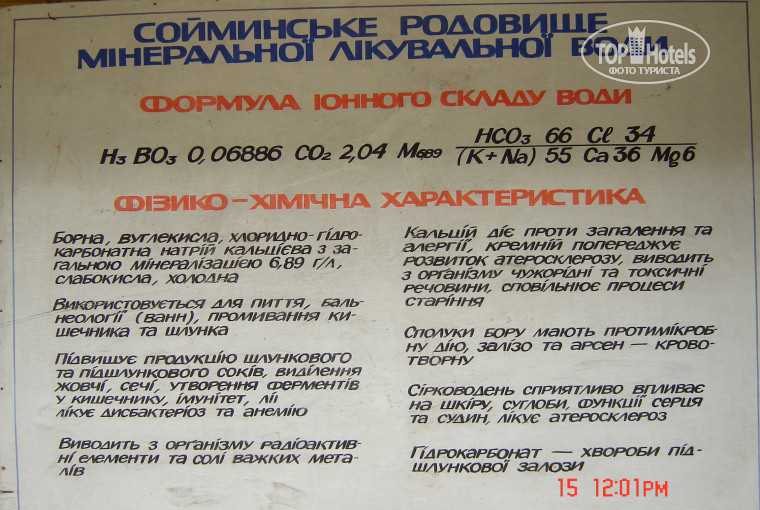 СОЙМИНСЬКЕ РОДОВИЩЕ
МІНЕРАЛЬНОЇ ЛІКУВАЛЬНОЇ ВОДИ
TOP Hotels
ФОТО ТУРИСТА
ФОРМУЛА ІОННОГО СКЛАДУ ВОДИ
H₃ BO₃ 0,06886 CO₂ 2,04 M6,89 HCO₃ 66 Cl 34
(K+Na) 55 Ca 36 Mg 6
ФІЗИКО-ХІМІЧНА ХАРАКТЕРИСТИКА
Борна, вуглекисла, хлоридно-гідро-
карбонатна натрій кальцієва з за-
гальною мінералізацією 6,89 г/л,
слабокисла, холодна
Використовується для пиття, баль-
неології (ванн), промивання ки-
шечника та шлунка
Підвищує продукцію шлункового
та підшлункового соків, виділення
жовчі, сечі, утворення ферментів
у кишечнику, імунітет, лії
лікує дисбактеріоз та анемію
Виводить з організму радіоактив-
ні елементи та солі важких мета-
лів
Кальцій діє проти запалення та
алергії, кремній попереджує
розвиток атеросклерозу, виводить
з організму чужорідні та токсичні
речовини, сповільнює процеси
старіння
Сполуки бору мають протимікроб-
ну дію, залізо та арсен — крово-
творну
Сірководень сприятливо впливає
на шкіру, суглоби, функції серця
та судин, лікує атеросклероз
Гідрокарбонат — хвороби під-
шлункової залози
15 12:01PM